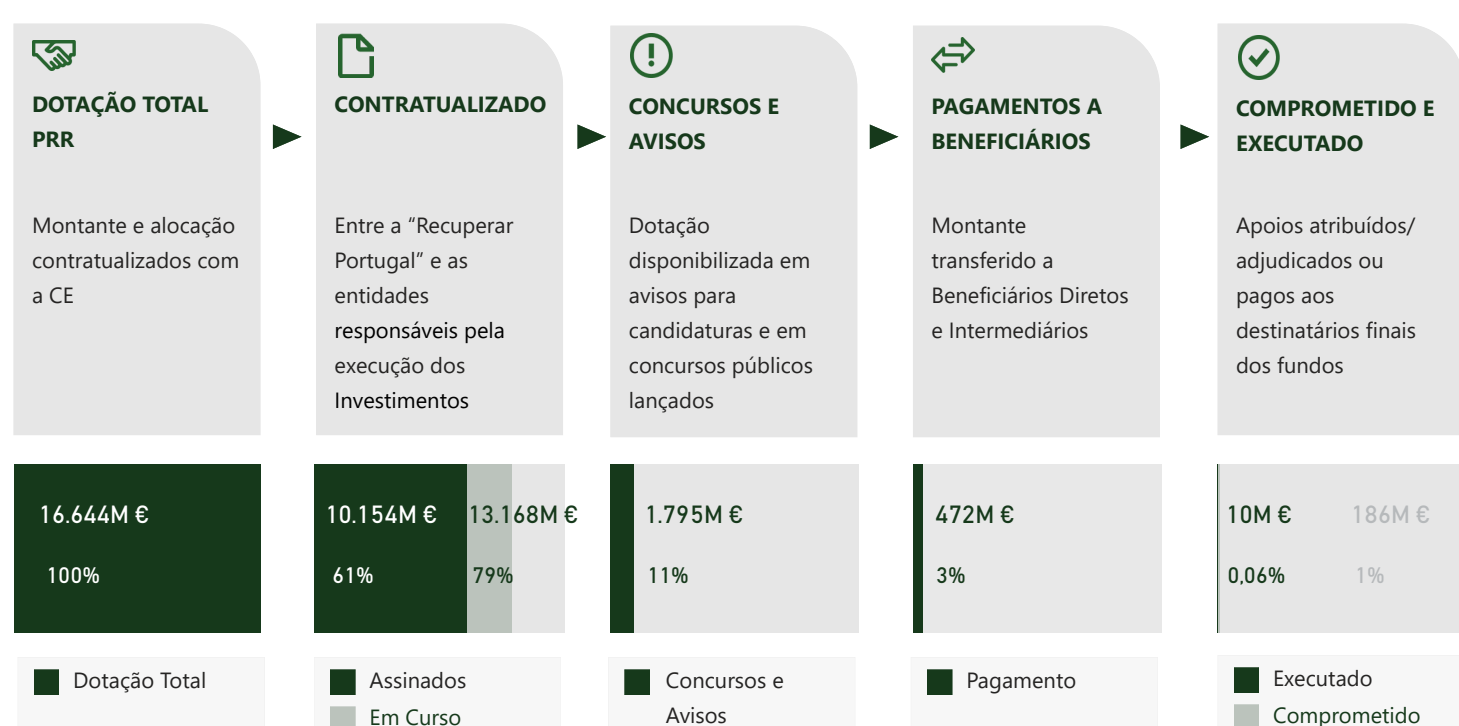 DOTAÇÃO TOTAL
PRR
Montante e alocação
contratualizados com
a CE
CONTRATUALIZADO
Entre a “Recuperar
Portugal” e as
entidades
responsáveis pela
execução dos
Investimentos
CONCURSOS E
AVISOS
Dotação
disponibilizada em
avisos para
candidaturas e em
concursos públicos
lançados
PAGAMENTOS A
BENEFICIÁRIOS
Montante
transferido a
Beneficiários Diretos
e Intermediários
COMPROMETIDO E
EXECUTADO
Apoios atribuídos/
adjudicados ou
pagos aos
destinatários finais
dos fundos
16.644M €
100%
10.154M €
61%
13.168M €
79%
1.795M €
11%
472M €
3%
10M €
0,06%
186M €
1%
Dotação Total
Assinados
Em Curso
Concursos e
Avisos
Pagamento
Executado
Comprometido